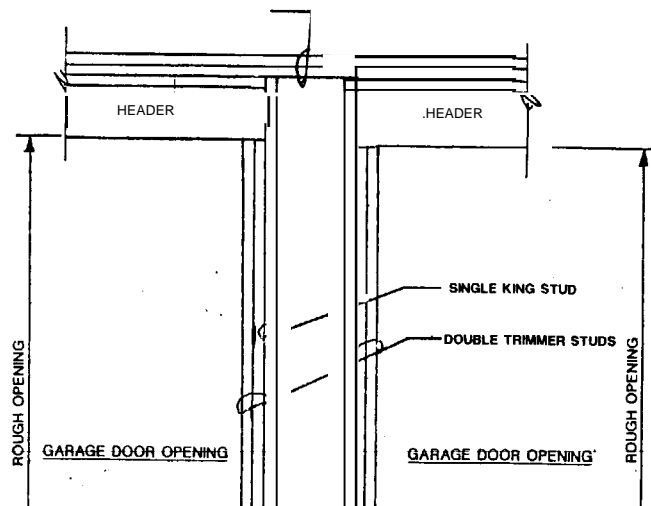 HEADER
.HEADER
SINGLE KING STUD
DOUBLE TRIMMER STUDS
ROUGH OPENING
GARAGE DOOR OPENING
GARAGE DOOR OPENING
ROUGH OPENING